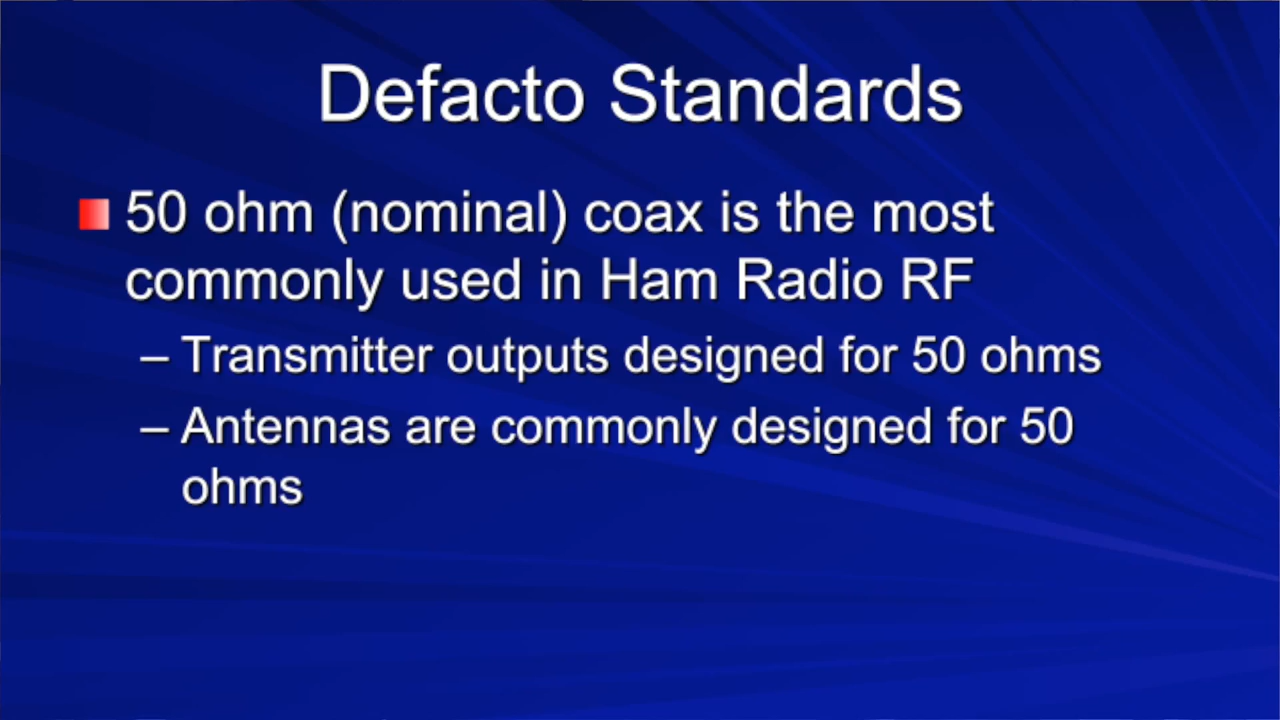 Defacto Standards
50 ohm (nominal) coax is the most
commonly used in Ham Radio RF
– Transmitter outputs designed for 50 ohms
– Antennas are commonly designed for 50
ohms